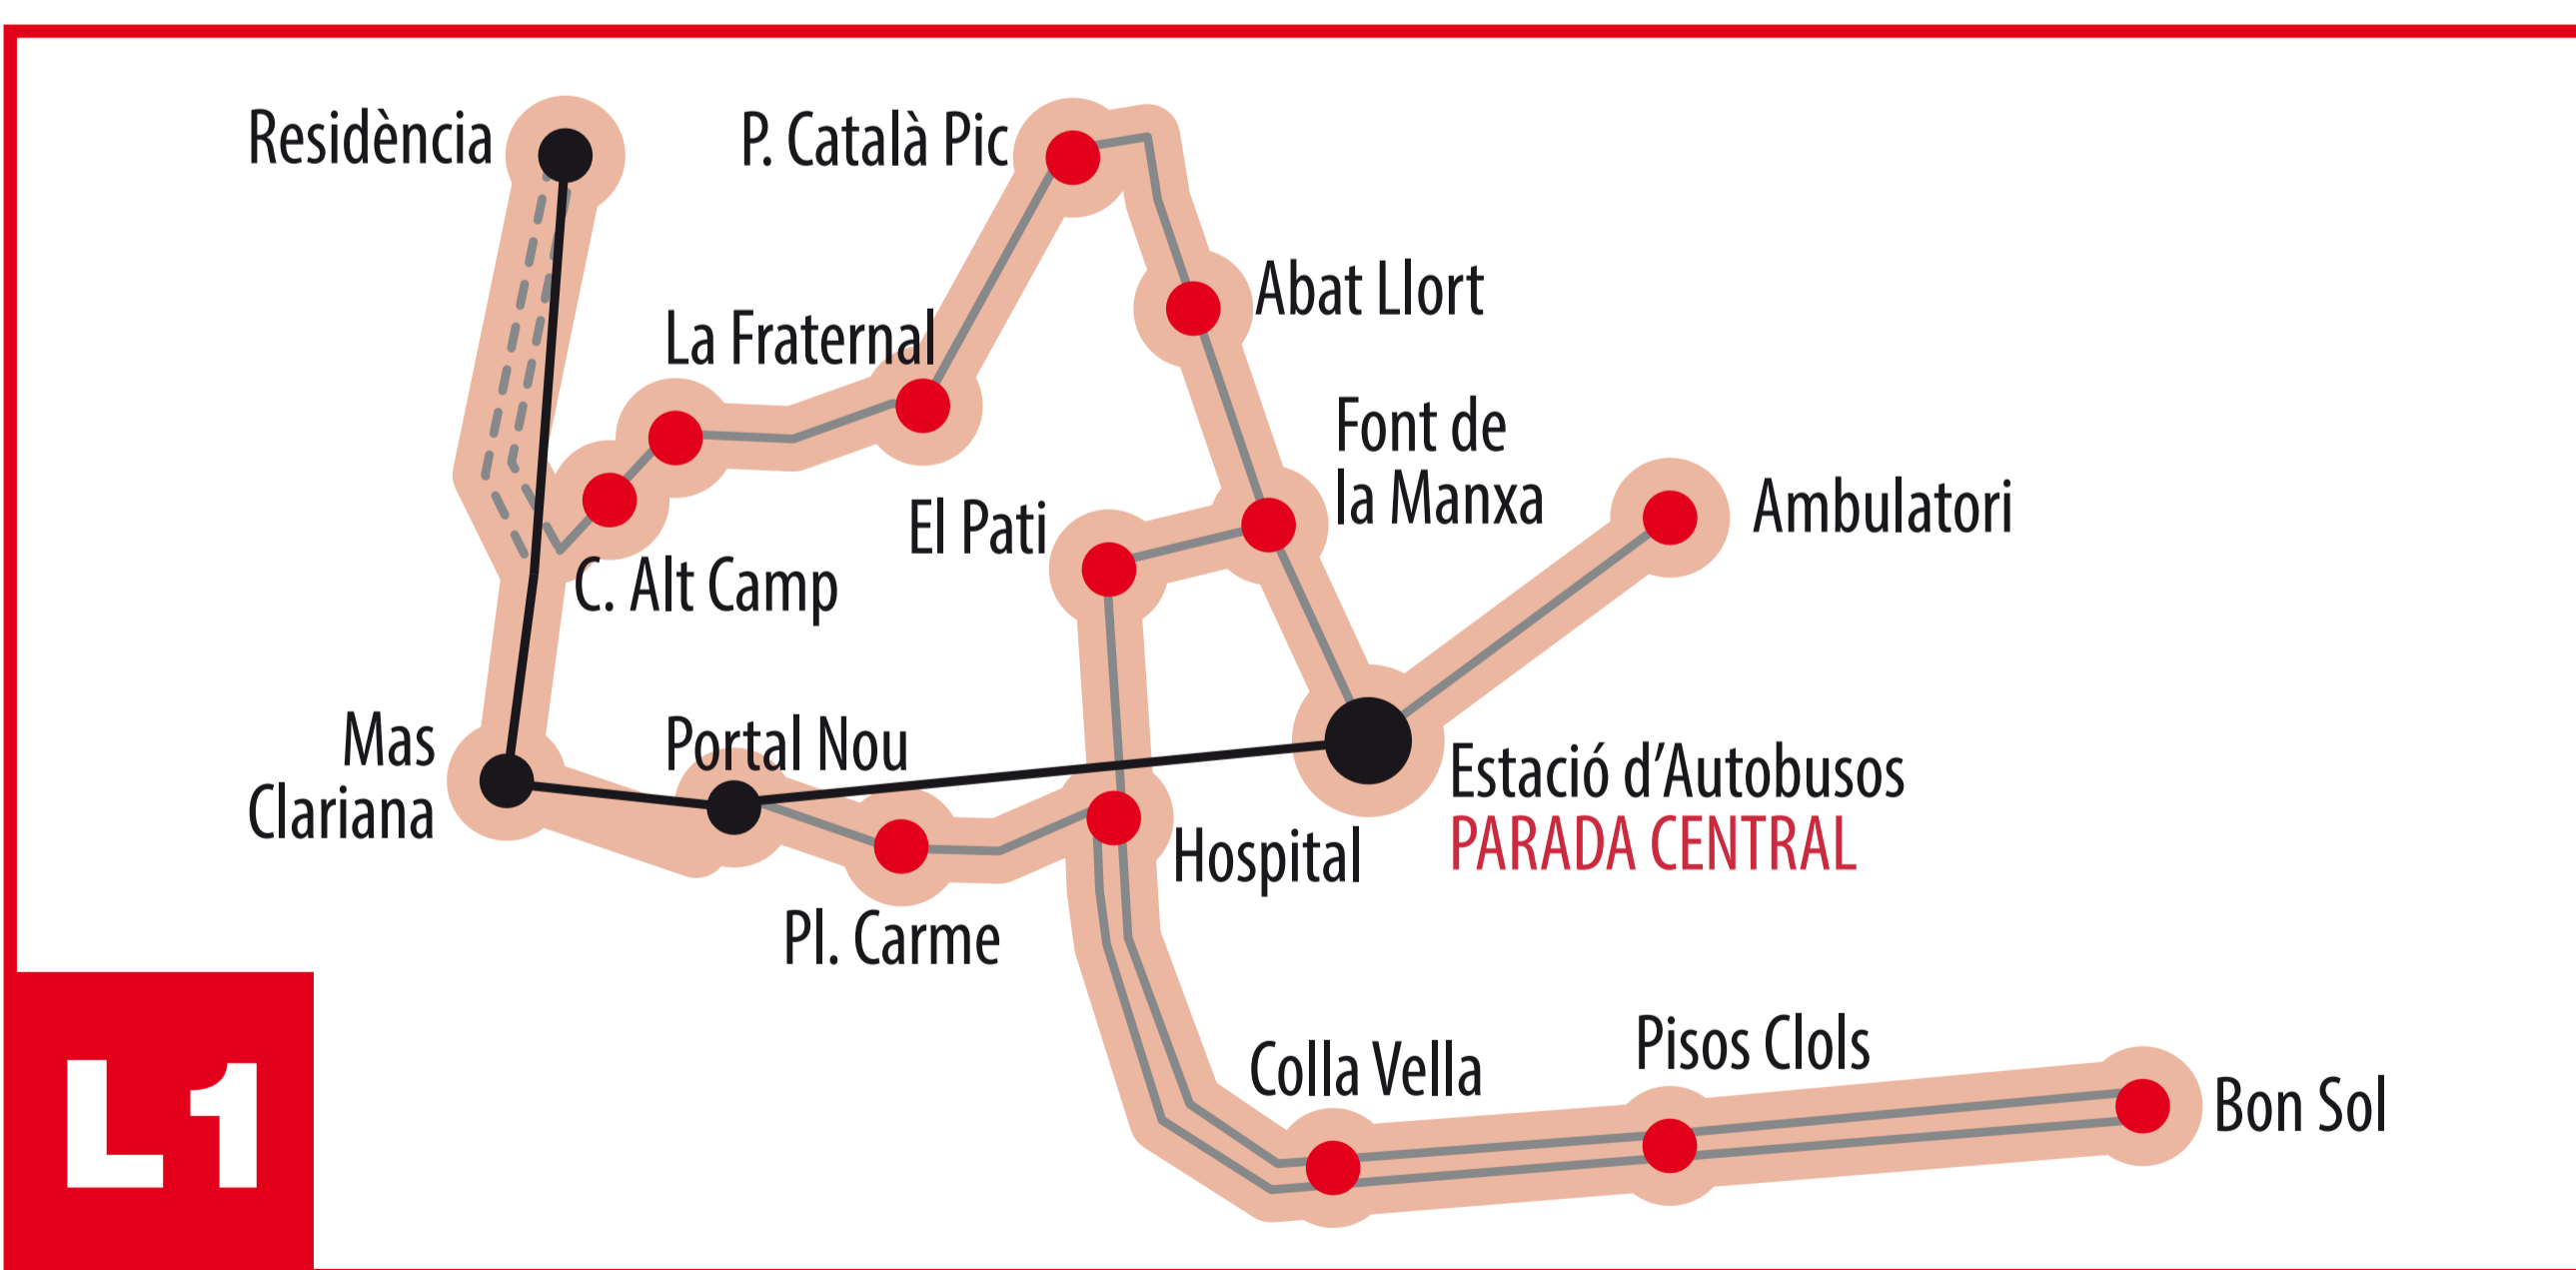 Residència
P. Català Pic
Abat Llort
La Fraternal
Font de
la Manxa
El Pati
Ambulatori
C. Alt Camp
Mas
Clariana
Portal Nou
Estació d’Autobusos
PARADA CENTRAL
Hospital
Pl. Carme
Colla Vella
Pisos Clols
Bon Sol
L1